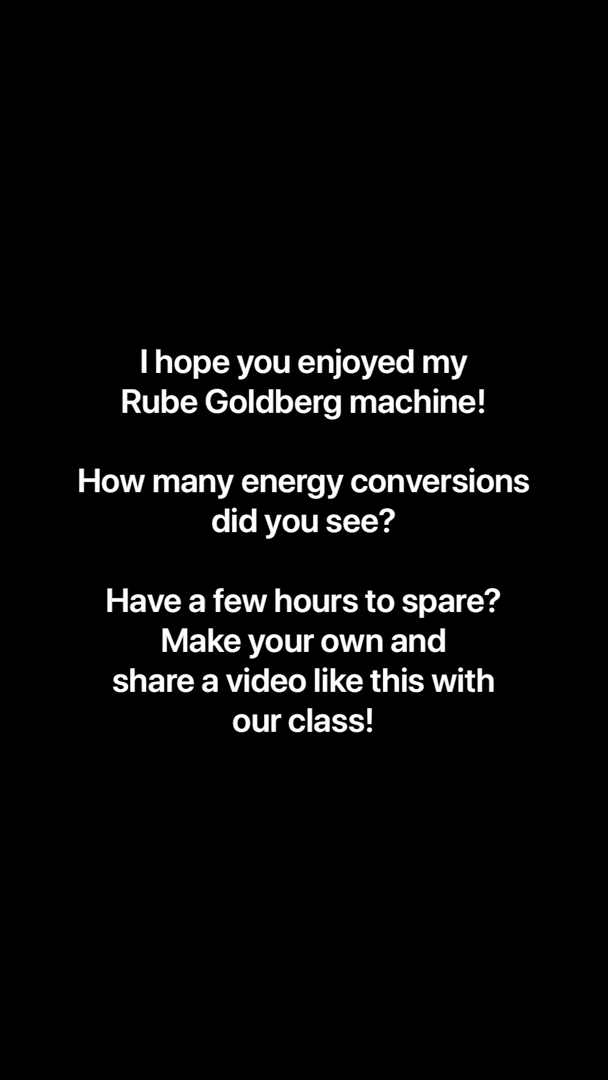 I hope you enjoyed my
Rube Goldberg machine!
How many energy conversions
did you see?
Have a few hours to spare?
Make your own and
share a video like this with
our class!